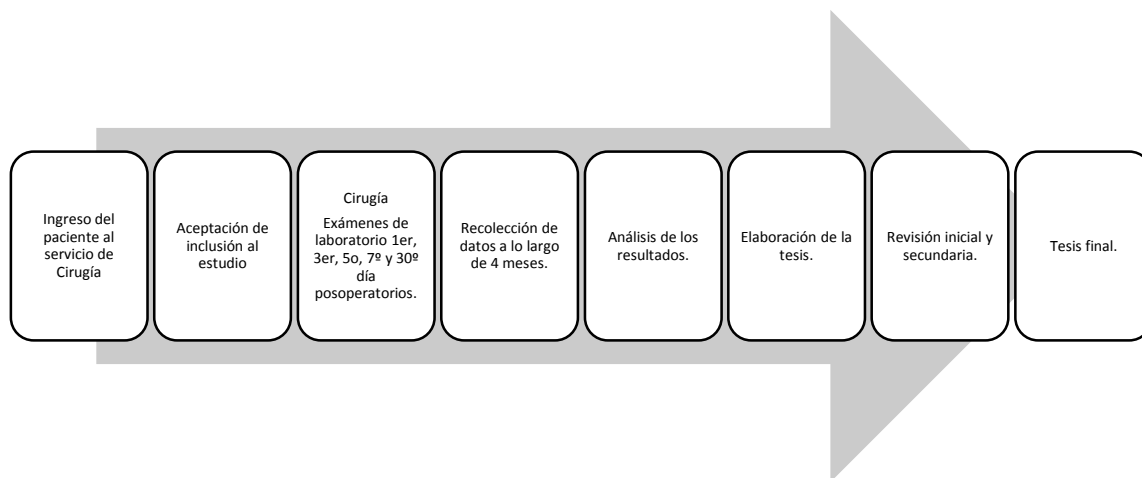 Ingreso del
paciente al
servicio de
Cirugía
Aceptación de
inclusión al
estudio
Cirugía
Exámenes de
laboratorio 1er,
3er, 5o, 7º y 30º
día
posoperatorios.
Recolección de
datos a lo largo
de 4 meses.
Análisis de los
resultados.
Elaboración de la
tesis.
Revisión inicial y
secundaria.
Tesis final.